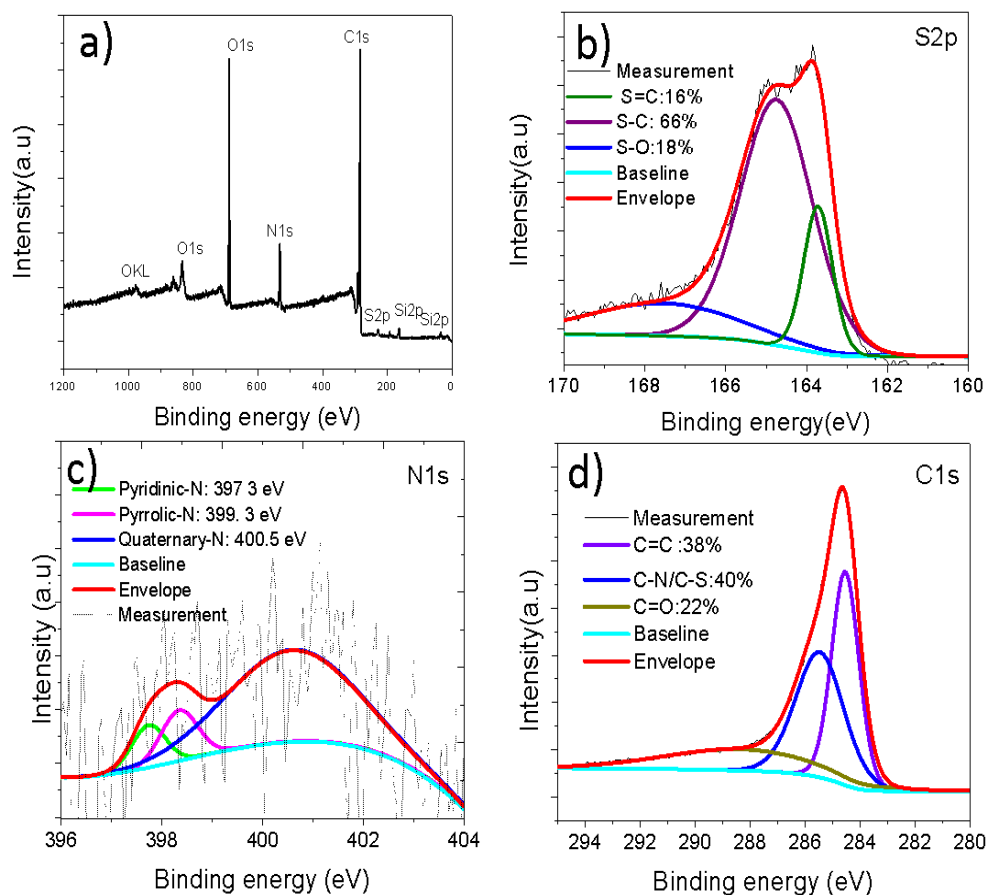 a)
O1s
C1s
N1s
O1s
OKL
S2p
Si2p
Si2p
Intensity(a.u)
1200 1000 800 600 400 200 0
Binding energy (eV)
b)
S2p
Measurement
S=C:16%
S-C: 66%
S-O:18%
Baseline
Envelope
Intensity(a.u)
170 168 166 164 162 160
Binding energy(eV)
c)
N1s
Pyridinic-N: 397 3 eV
Pyrrolic-N: 399. 3 eV
Quaternary-N: 400.5 eV
Baseline
Envelope
Measurement
Intensity (a.u)
396 398 400 402 404
Binding energy (eV)
d)
C1s
Measurement
C=C :38%
C-N/C-S:40%
C=O:22%
Baseline
Envelope
Intensity(a.u)
294 292 290 288 286 284 282 280
Binding energy (eV)